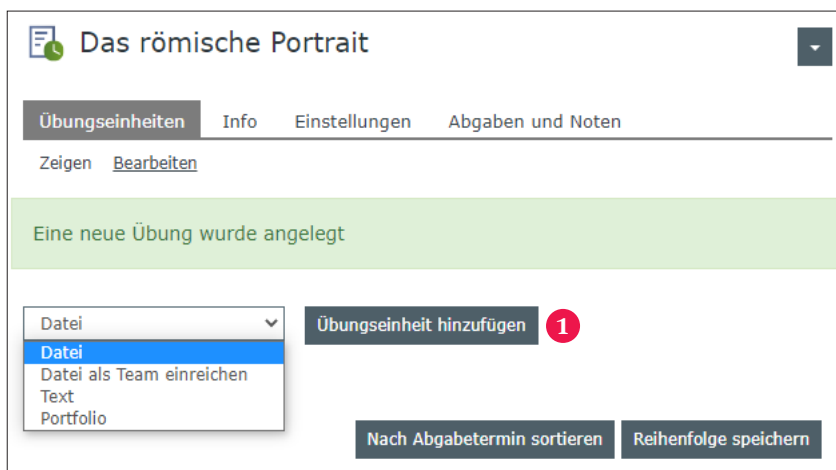 Das römische Portrait
Übungseinheiten Info Einstellungen Abgaben und Noten
Zeigen Bearbeiten
Eine neue Übung wurde angelegt
Datei Übungseinheit hinzufügen 1
Datei
Datei als Team einreichen
Text
Portfolio
Nach Abgabetermin sortieren Reihenfolge speichern